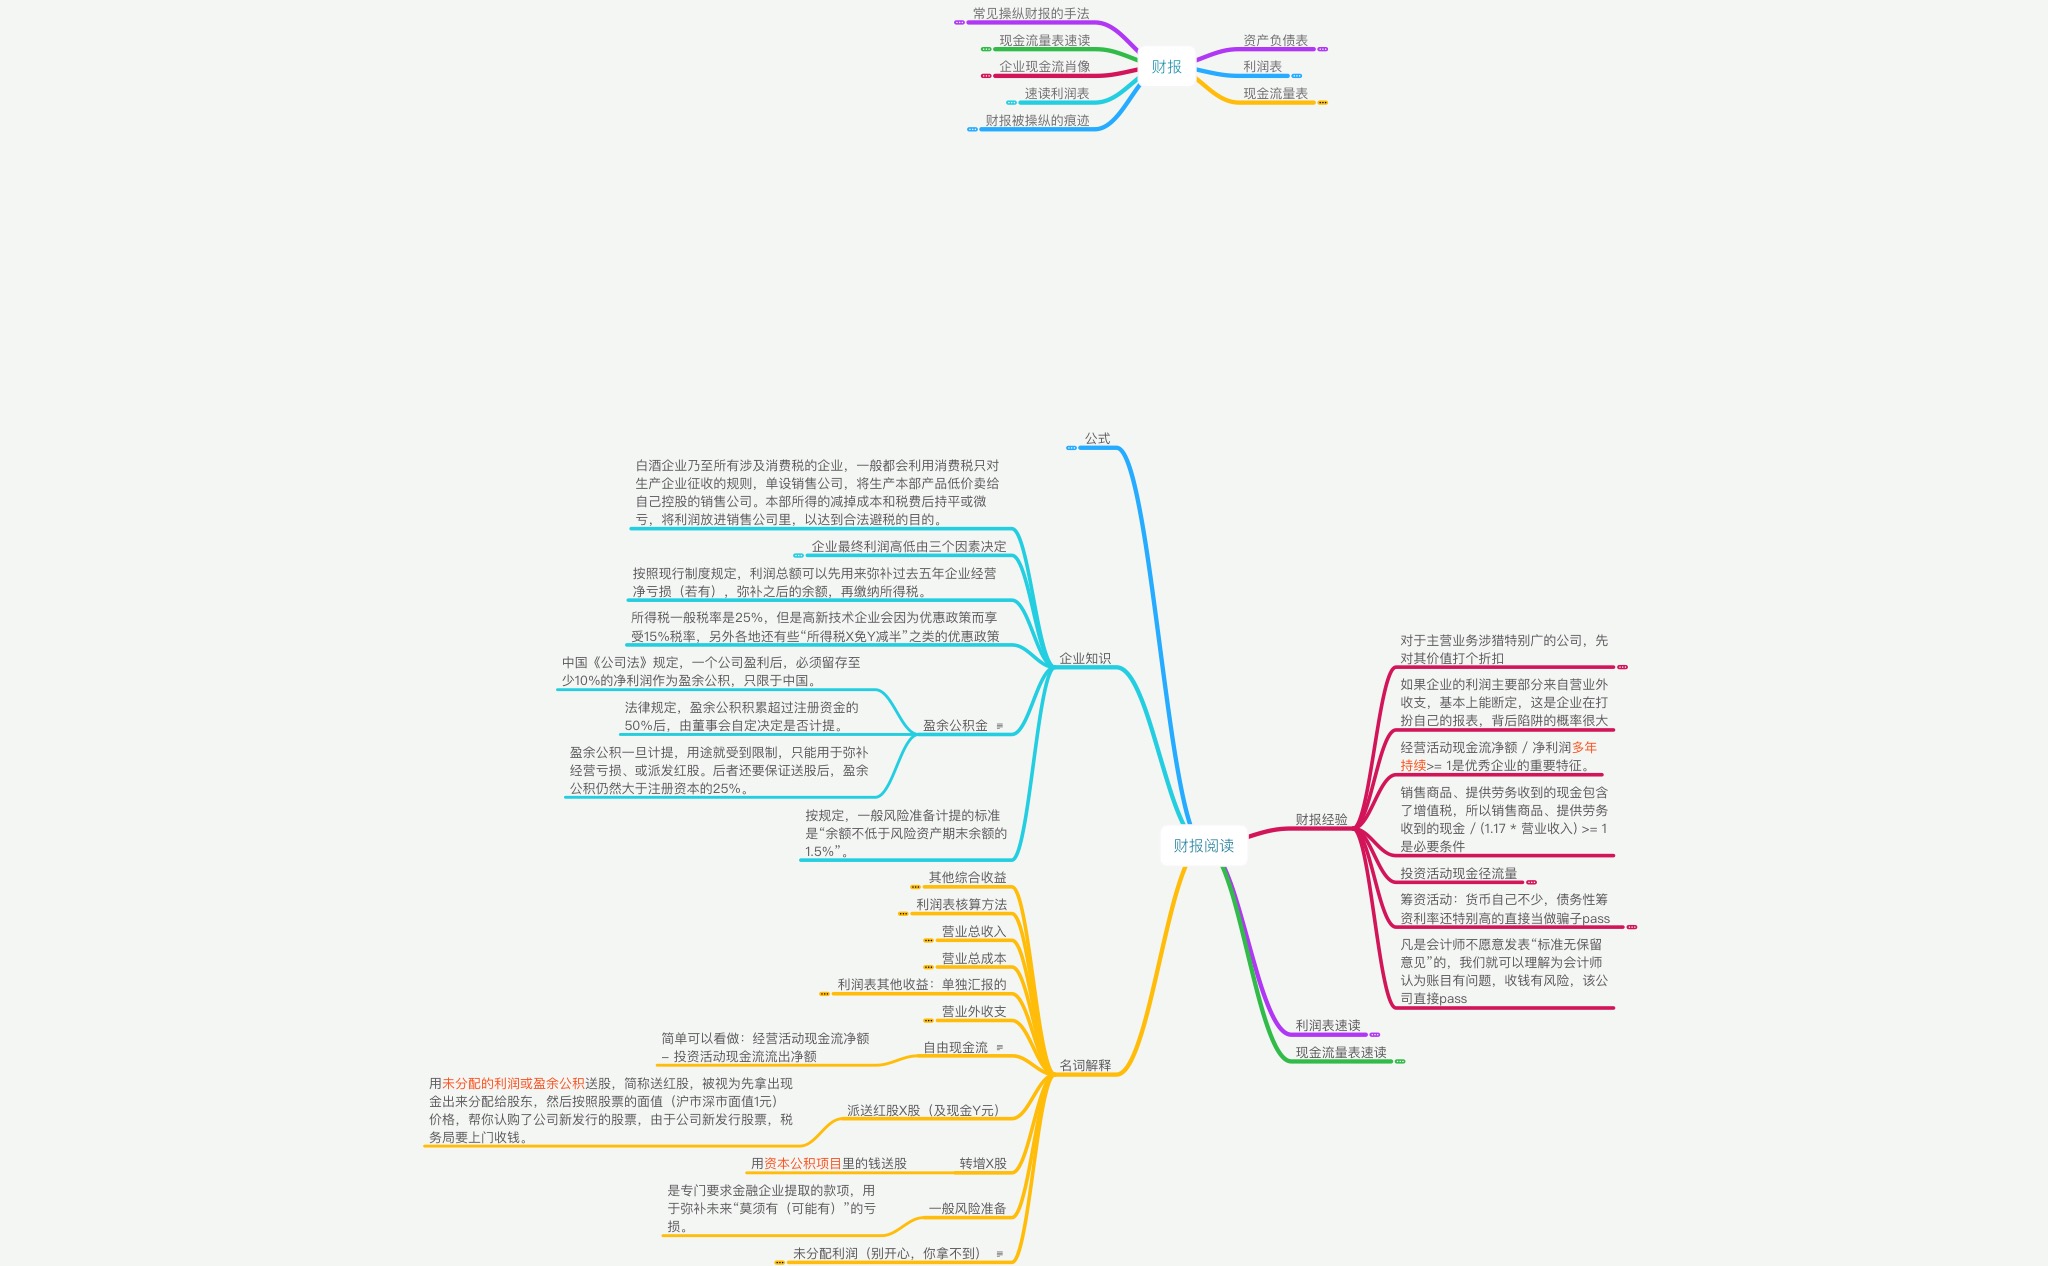 财报
常见操纵财报的手法
现金流量表速读
企业现金流肖像
速读利润表
财报被操纵的痕迹
资产负债表
利润表
现金流量表
财报阅读
公式
企业知识
白酒企业乃至所有涉及消费税的企业，一般都会利用消费税只对
生产企业征收的规则，单设销售公司，将生产本部产品低价卖给
自己控股的销售公司。本部所得的减掉成本和税费后持平或微
亏，将利润放进销售公司里，以达到合法避税的目的。
企业最终利润高低由三个因素决定
按照现行制度规定，利润总额可以先用来弥补过去五年企业经营
净亏损（若有），弥补之后的余额，再缴纳所得税。
所得税一般税率是25%，但是高新技术企业会因为优惠政策而享
受15%税率，另外各地还有些“所得税X免Y减半”之类的优惠政策
盈余公积金
中国《公司法》规定，一个公司盈利后，必须留存至
少10%的净利润作为盈余公积，只限于中国。
法律规定，盈余公积积累超过注册资金的
50%后，由董事会自定决定是否计提。
盈余公积一旦计提，用途就受到限制，只能用于弥补
经营亏损、或派发红股。后者还要保证送股后，盈余
公积仍然大于注册资本的25%。
按规定，一般风险准备计提的标准
是“余额不低于风险资产期末余额的
1.5%”。
名词解释
其他综合收益
利润表核算方法
营业总收入
营业总成本
利润表其他收益：单独汇报的
营业外收支
自由现金流
简单可以看做：经营活动现金流净额
- 投资活动现金流流出净额
派送红股X股（及现金Y元）
用未分配的利润或盈余公积送股，简称送红股，被视为先拿出现
金出来分配给股东，然后按照股票的面值（沪市深市面值1元）
价格，帮你认购了公司新发行的股票，由于公司新发行股票，税
务局要上门收钱。
转增X股
用资本公积项目里的钱送股
一般风险准备
是专门要求金融企业提取的款项，用
于弥补未来“莫须有（可能有）”的亏
损。
未分配利润（别开心，你拿不到）
财报经验
对于主营业务涉猎特别广的公司，先
对其价值打个折扣
如果企业的利润主要部分来自营业外
收支，基本上能断定，这是企业在打
扮自己的报表，背后陷阱的概率很大
经营活动现金流净额 / 净利润多年
持续>= 1是优秀企业的重要特征。
销售商品、提供劳务收到的现金包含
了增值税，所以销售商品、提供劳务
收到的现金 / (1.17 * 营业收入) >= 1
是必要条件
投资活动现金径流量
筹资活动：货币自己不少，债务性筹
资利率还特别高的直接当做骗子pass
凡是会计师不愿意发表“标准无保留
意见”的，我们就可以理解为会计师
认为账目有问题，收钱有风险，该公
司直接pass
利润表速读
现金流量表速读